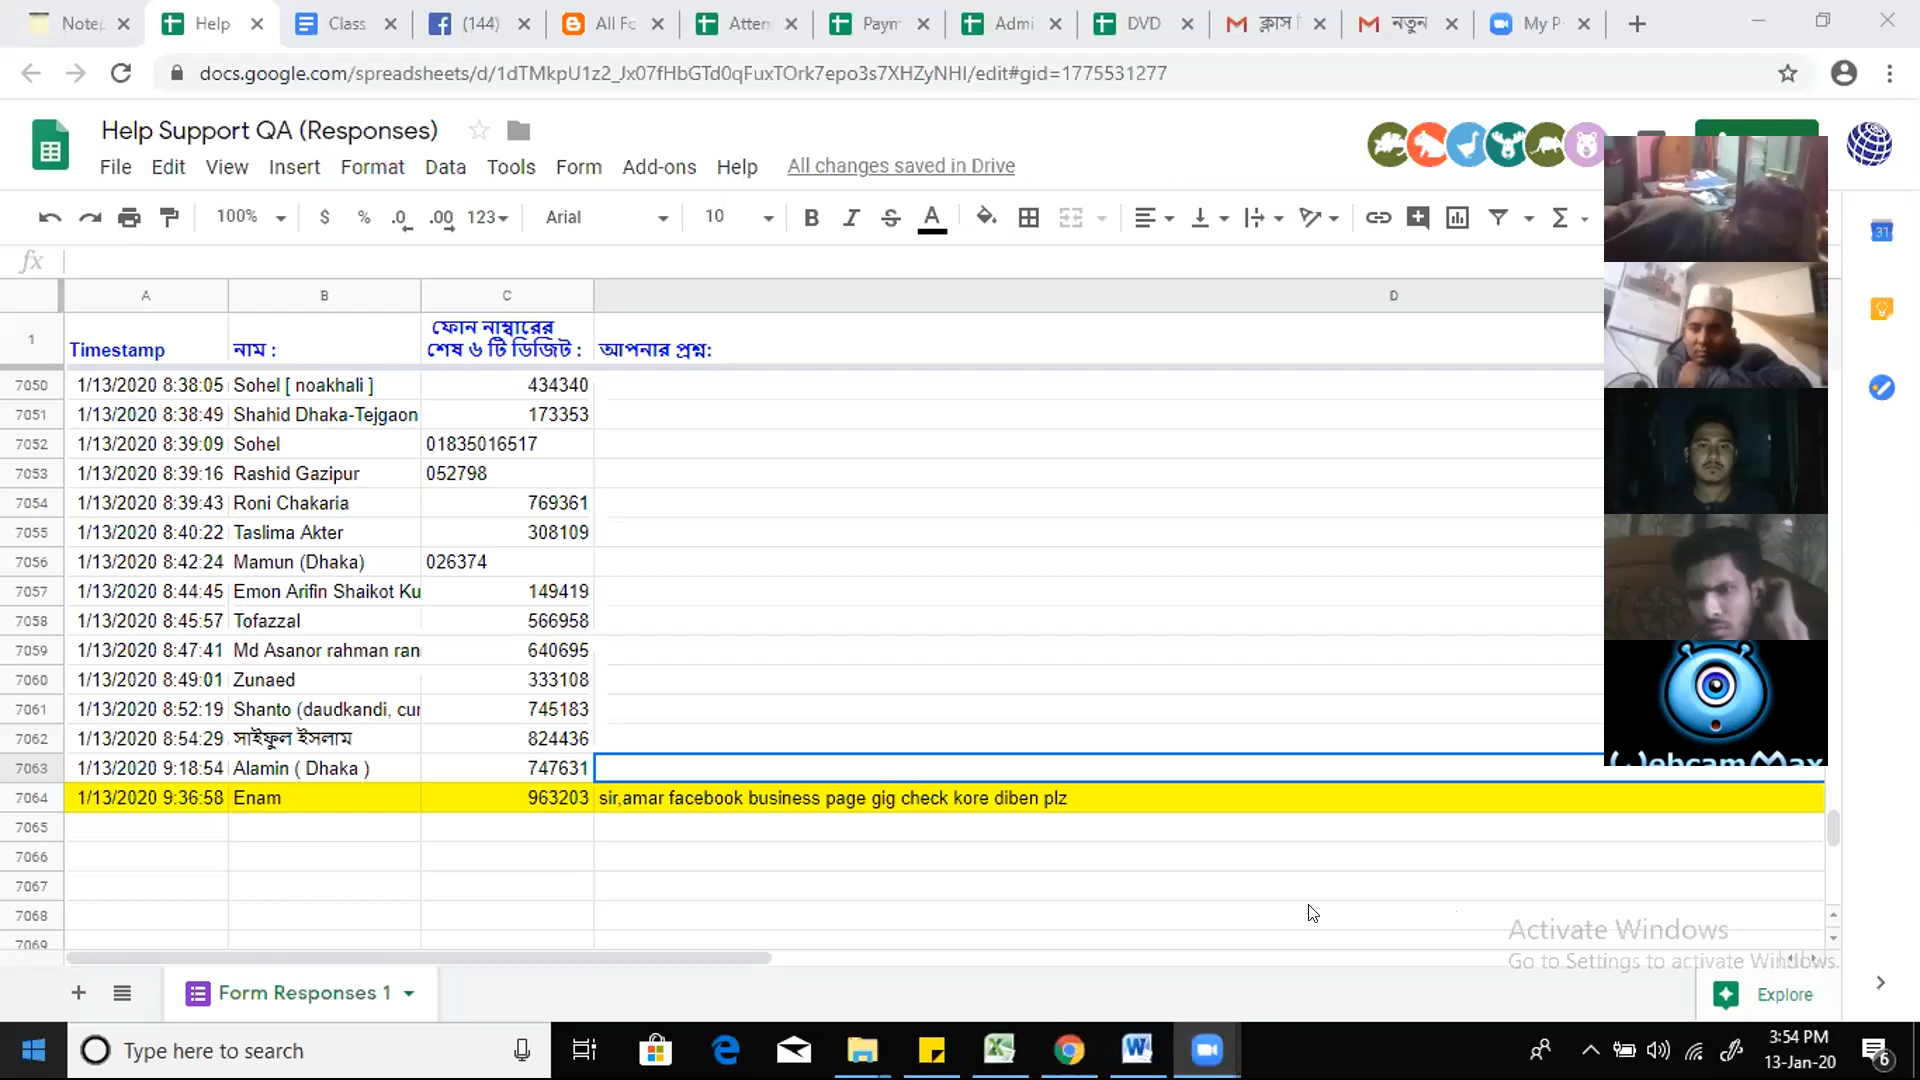 Notep
Help
Class
(144)
All Fo
Atten
Paym
Admi
DVD
ক্লাস f
নতুন
My P
docs.google.com/spreadsheets/d/1dTMkpU1z2_Jx07fHbGTd0qFuxTOrk7epo3s7XHZyNHI/edit#gid=1775531277
Help Support QA (Responses)
File Edit View Insert Format Data Tools Form Add-ons Help All changes saved in Drive
100% $ % .0 .00 123 Arial 10 B I S A
fx
A B C D
1 Timestamp নাম : ফোন নাম্বারের
শেষ ৬ টি ডিজিট : আপনার প্রশ্ন:
7050 1/13/2020 8:38:05 Sohel [ noakhali ] 434340
7051 1/13/2020 8:38:49 Shahid Dhaka-Tejgaon 173353
7052 1/13/2020 8:39:09 Sohel 01835016517
7053 1/13/2020 8:39:16 Rashid Gazipur 052798
7054 1/13/2020 8:39:43 Roni Chakaria 769361
7055 1/13/2020 8:40:22 Taslima Akter 308109
7056 1/13/2020 8:42:24 Mamun (Dhaka) 026374
7057 1/13/2020 8:44:45 Emon Arifin Shaikot Ku 149419
7058 1/13/2020 8:45:57 Tofazzal 566958
7059 1/13/2020 8:47:41 Md Asanor rahman ran 640695
7060 1/13/2020 8:49:01 Zunaed 333108
7061 1/13/2020 8:52:19 Shanto (daudkandi, cur 745183
7062 1/13/2020 8:54:29 সাইফুল ইসলাম 824436
7063 1/13/2020 9:18:54 Alamin ( Dhaka ) 747631
7064 1/13/2020 9:36:58 Enam 963203 sir,amar facebook business page gig check kore diben plz
7065
7066
7067
7068
7069
31
WebcamMax
Activate Windows
Go to Settings to activate Windows.
Form Responses 1
Explore
Type here to search
3:54 PM
13-Jan-20
6